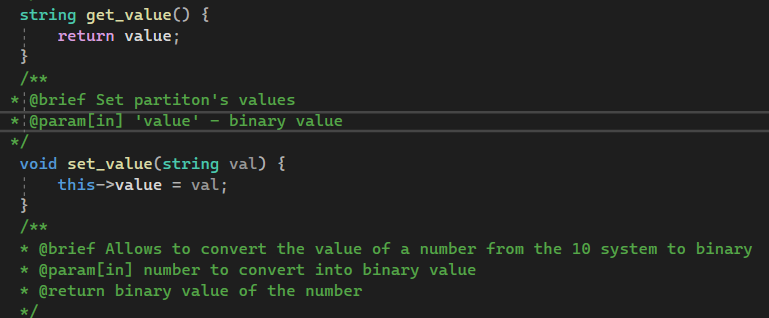 string get_value() {
return value;
}
/**
* @brief Set partiton's values
* @param[in] 'value' - binary value
*/
void set_value(string val) {
this->value = val;
}
/**
* @brief Allows to convert the value of a number from the 10 system to binary
* @param[in] number to convert into binary value
* @return binary value of the number
*/